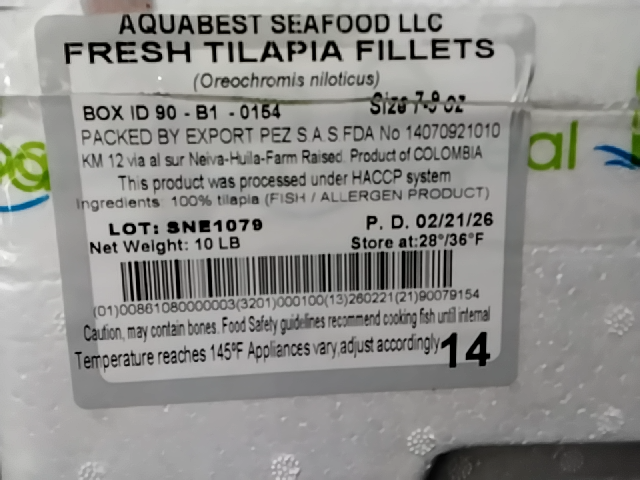 AQUABEST SEAFOOD LLC
FRESH TILAPIA FILLETS
(Oreochromis niloticus)
BOX ID 90 - B1 - 0154 Size 7-9 oz
PACKED BY EXPORT PEZ S.A.S FDA No 14070921010
KM 12 via al sur Neiva-Huila-Farm Raised. Product of COLOMBIA
This product was processed under HACCP system
Ingredients: 100% tilapia (FISH / ALLERGEN PRODUCT)
LOT: SNE1079 P. D. 02/21/26
Net Weight: 10 LB Store at:28°/36°F
(01)00861080000003(3201)000100(13)260221(21)90079154
Caution, may contain bones. Food Safety guidelines recommend cooking fish until internal
Temperature reaches 145ºF Appliances vary,adjust accordingly 14
al